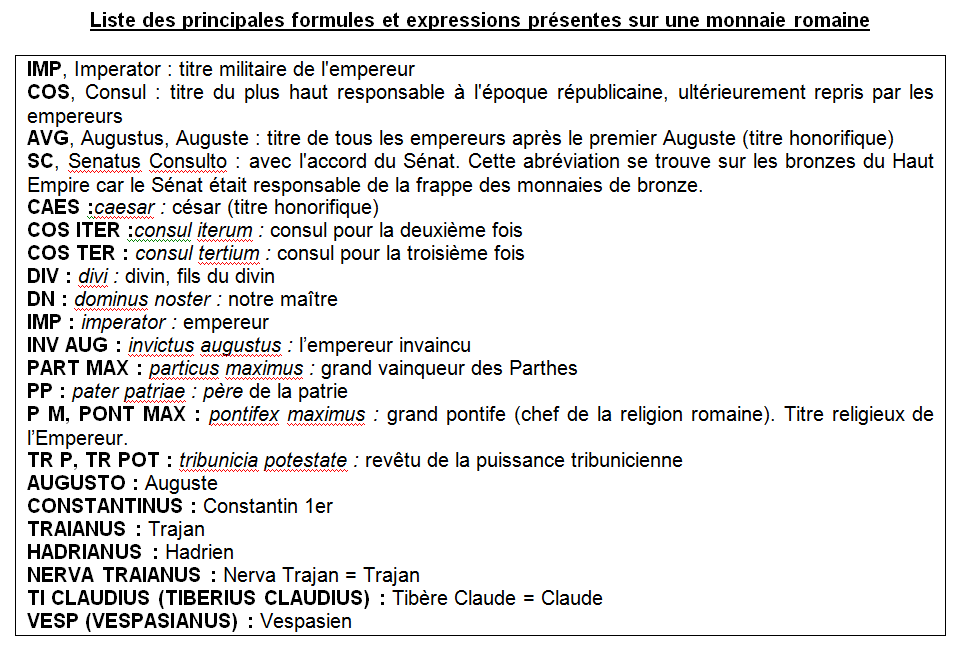 Liste des principales formules et expressions présentes sur une monnaie romaine
IMP, Imperator : titre militaire de l'empereur
COS, Consul : titre du plus haut responsable à l'époque républicaine, ultérieurement repris par les
empereurs
AVG, Augustus, Auguste : titre de tous les empereurs après le premier Auguste (titre honorifique)
SC, Senatus Consulto : avec l'accord du Sénat. Cette abréviation se trouve sur les bronzes du Haut
Empire car le Sénat était responsable de la frappe des monnaies de bronze.
CAES :caesar : césar (titre honorifique)
COS ITER :consul iterum : consul pour la deuxième fois
COS TER : consul tertium : consul pour la troisième fois
DIV : divi : divin, fils du divin
DN : dominus noster : notre maître
IMP : imperator : empereur
INV AUG : invictus augustus : l’empereur invaincu
PART MAX : particus maximus : grand vainqueur des Parthes
PP : pater patriae : père de la patrie
P M, PONT MAX : pontifex maximus : grand pontife (chef de la religion romaine). Titre religieux de
l’Empereur.
TR P, TR POT : tribunicia potestate : revêtu de la puissance tribunicienne
AUGUSTO : Auguste
CONSTANTINUS : Constantin 1er
TRAIANUS : Trajan
HADRIANUS : Hadrien
NERVA TRAIANUS : Nerva Trajan = Trajan
TI CLAUDIUS (TIBERIUS CLAUDIUS) : Tibère Claude = Claude
VESP (VESPASIANUS) : Vespasien